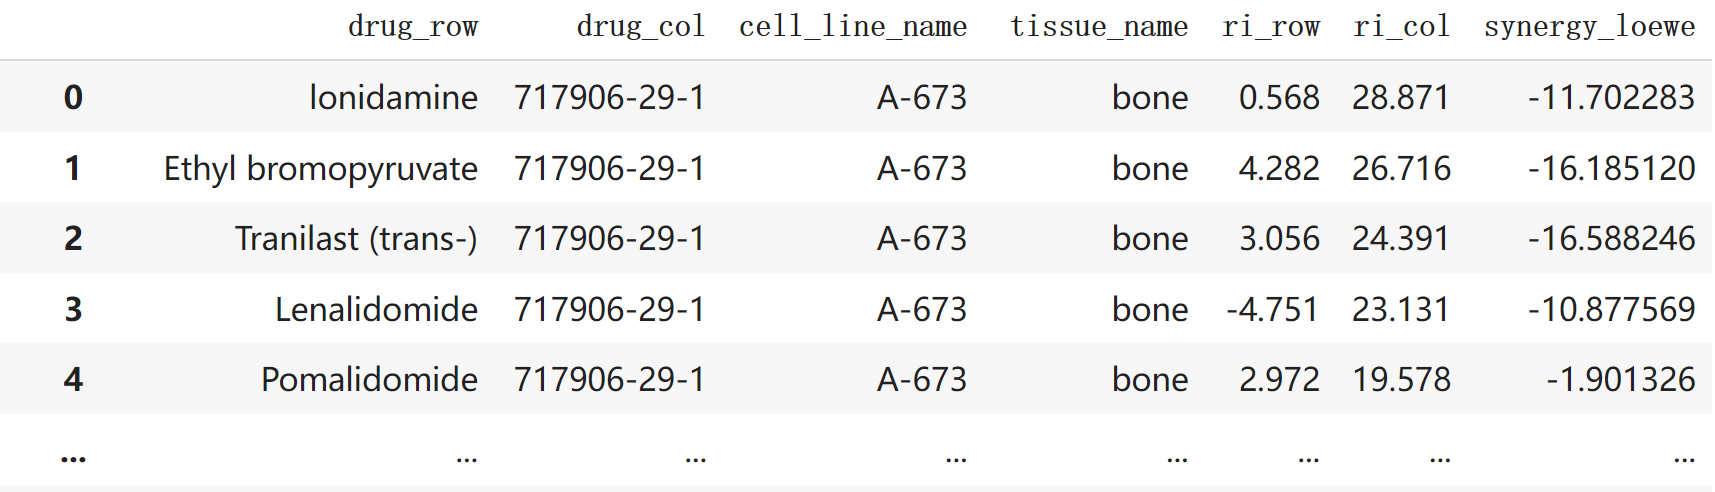 drug_row drug_col cell_line_name tissue_name ri_row ri_col synergy_loewe
0 lonidamine 717906-29-1 A-673 bone 0.568 28.871 -11.702283
1 Ethyl bromopyruvate 717906-29-1 A-673 bone 4.282 26.716 -16.185120
2 Tranilast (trans-) 717906-29-1 A-673 bone 3.056 24.391 -16.588246
3 Lenalidomide 717906-29-1 A-673 bone -4.751 23.131 -10.877569
4 Pomalidomide 717906-29-1 A-673 bone 2.972 19.578 -1.901326
... ... ... ... ... ... ... ...